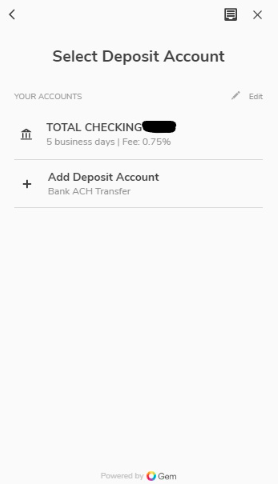 Select Deposit Account
YOUR ACCOUNTS Edit
TOTAL CHECKING
5 business days | Fee: 0.75%
Add Deposit Account
Bank ACH Transfer
Powered by Gem